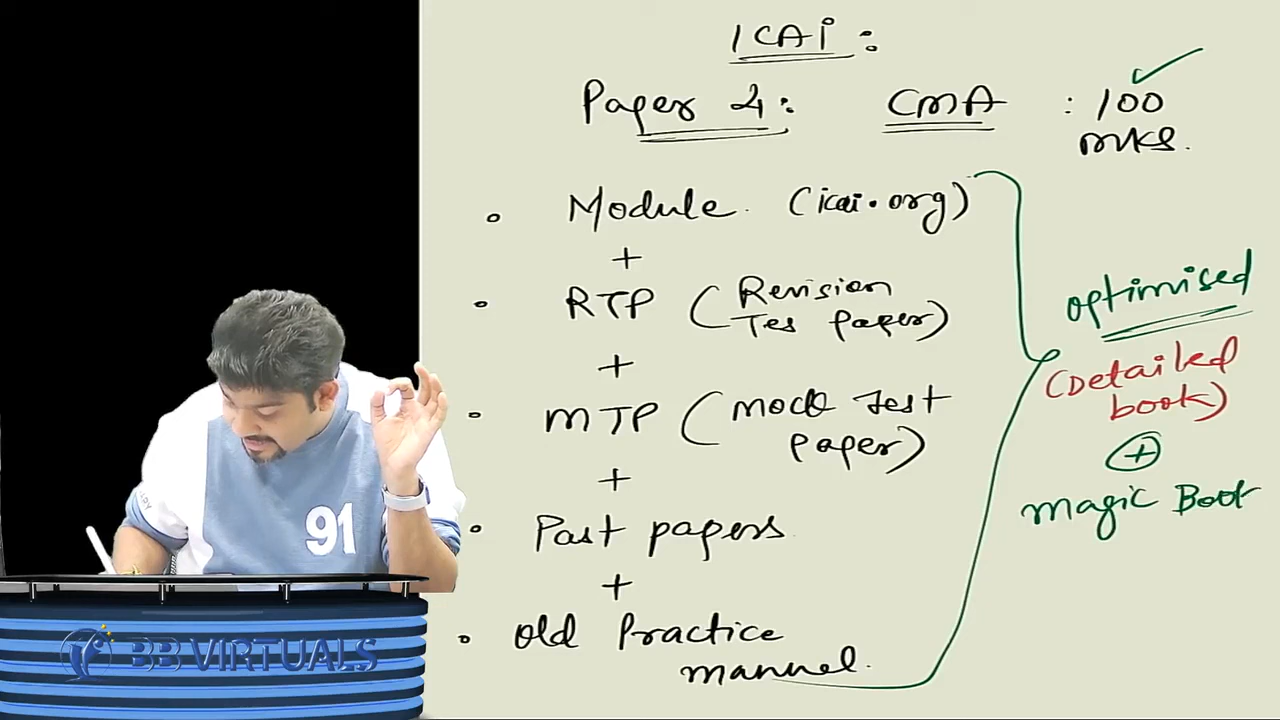 ICAI :
Paper 4 : CMA : 100
mks.
• Module. (icai.org)
+
• RTP (Revision
Tes paper)
+
• MTP (Mock Test
paper)
+
• Past papers
+
• Old Practice
manuel.
optimised
(Detailed
book)
+
Magic Book
91
BB VIRTUALS